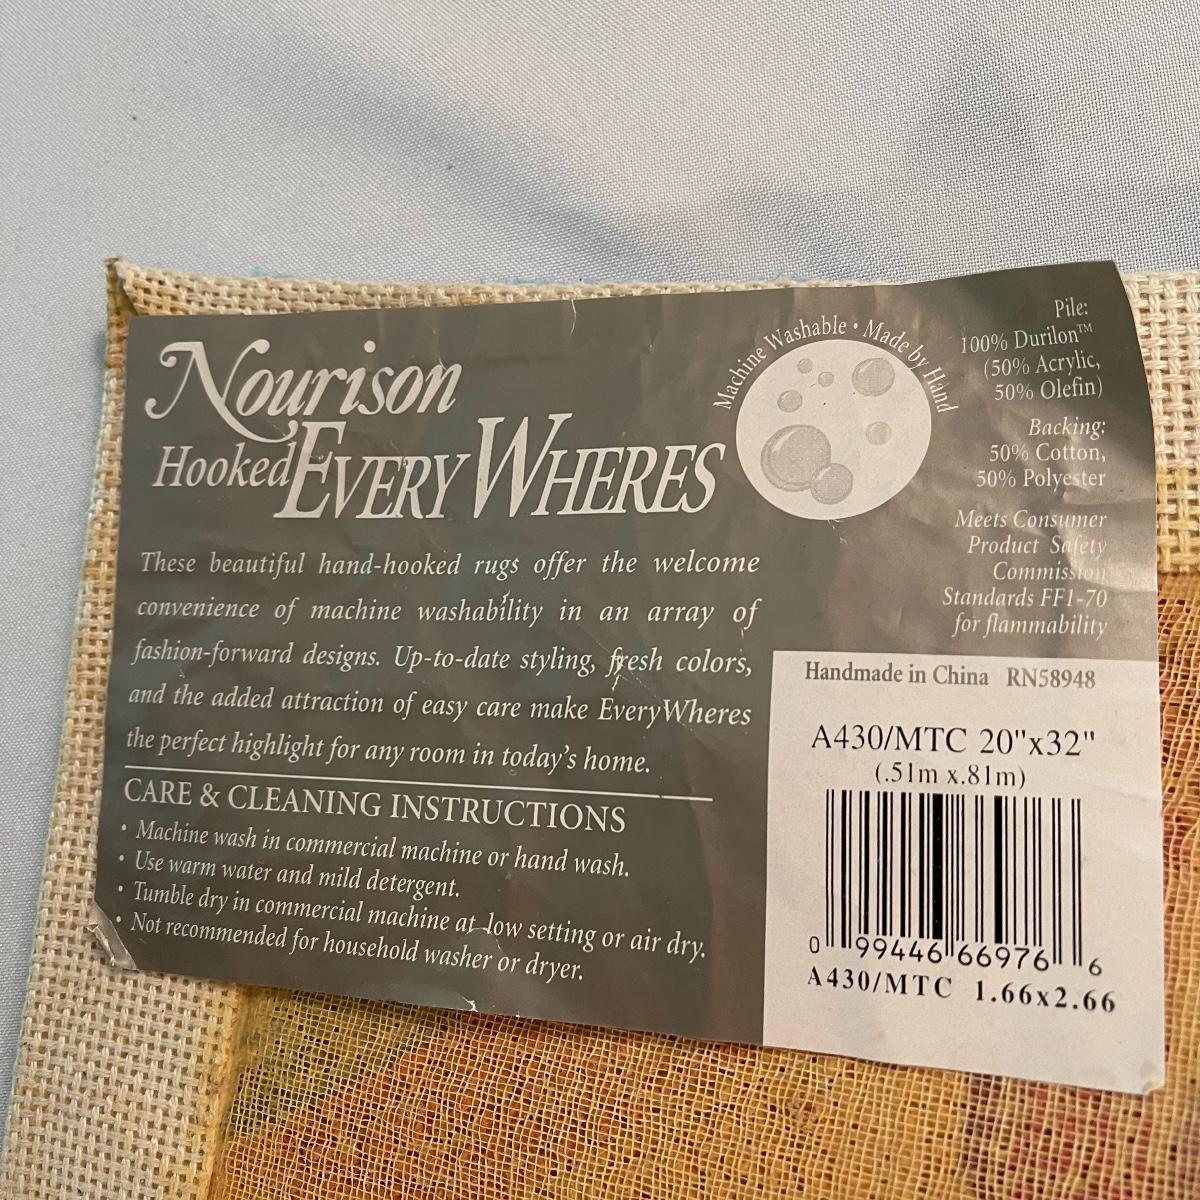 Nourison
Hooked EVERYWHERES
Machine Washable • Made by Hand
Pile:
100% Durilon™
(50% Acrylic,
50% Olefin)
Backing:
50% Cotton,
50% Polyester
Meets Consumer
Product Safety
Commission
Standards FF1-70
for flammability
These beautiful hand-hooked rugs offer the welcome
convenience of machine washability in an array of
fashion-forward designs. Up-to-date styling, fresh colors,
and the added attraction of easy care make EveryWheres
the perfect highlight for any room in today's home.
CARE & CLEANING INSTRUCTIONS
• Machine wash in commercial machine or hand wash.
• Use warm water and mild detergent.
• Tumble dry in commercial machine at low setting or air dry.
• Not recommended for household washer or dryer.
Handmade in China RN58948
A430/MTC 20"x32"
(.51m x.81m)
0 99446 66976 6
A430/MTC 1.66x2.66